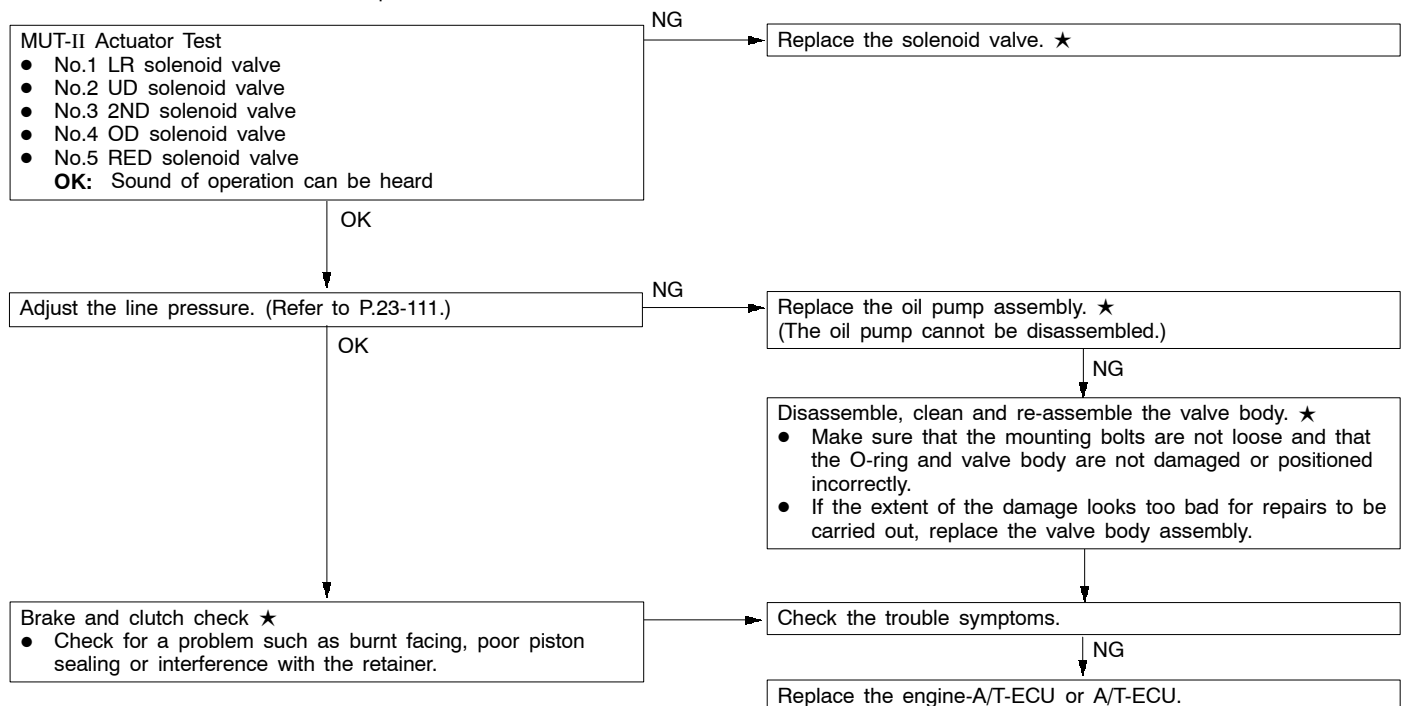 MUT-II Actuator Test
● No.1 LR solenoid valve
● No.2 UD solenoid valve
● No.3 2ND solenoid valve
● No.4 OD solenoid valve
● No.5 RED solenoid valve
OK: Sound of operation can be heard
NG
Replace the solenoid valve. ★
OK
Adjust the line pressure. (Refer to P.23-111.)
NG
Replace the oil pump assembly. ★
(The oil pump cannot be disassembled.)
OK
NG
Disassemble, clean and re-assemble the valve body. ★
● Make sure that the mounting bolts are not loose and that
the O-ring and valve body are not damaged or positioned
incorrectly.
● If the extent of the damage looks too bad for repairs to be
carried out, replace the valve body assembly.
Brake and clutch check ★
● Check for a problem such as burnt facing, poor piston
sealing or interference with the retainer.
Check the trouble symptoms.
NG
Replace the engine-A/T-ECU or A/T-ECU.